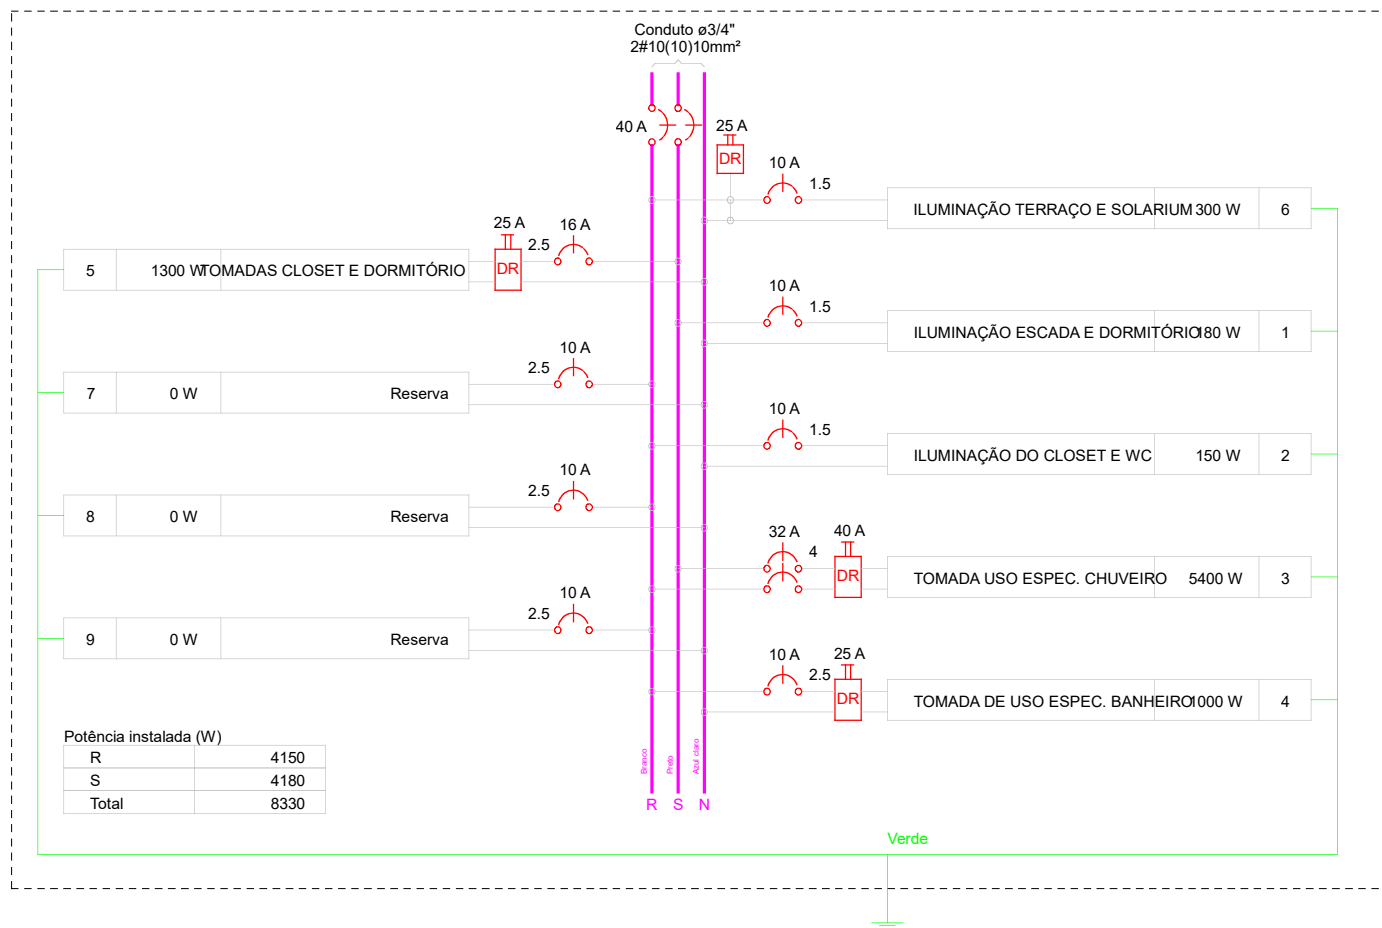 Conduto ø3/4"
2#10(10)10mm²
40 A
25 A
DR
10 A
1.5
ILUMINAÇÃO TERRAÇO E SOLARIUM 300 W 6
25 A
16 A
2.5
DR
5 1300 W TOMADAS CLOSET E DORMITÓRIO
10 A
1.5
ILUMINAÇÃO ESCADA E DORMITÓRIO 180 W 1
10 A
2.5
7 0 W Reserva
10 A
1.5
ILUMINAÇÃO DO CLOSET E WC 150 W 2
10 A
2.5
8 0 W Reserva
32 A
4
40 A
DR
TOMADA USO ESPEC. CHUVEIRO 5400 W 3
10 A
2.5
9 0 W Reserva
10 A
2.5
25 A
DR
TOMADA DE USO ESPEC. BANHEIRO 1000 W 4
Potência instalada (W)
R 4150
S 4180
Total 8330
Branco
Preto
Azul claro
R S N
Verde